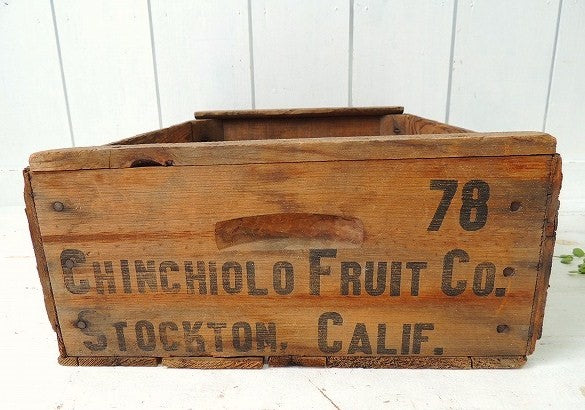 78
CHINCHIOLO FRUIT CO.
STOCKTON, CALIF.